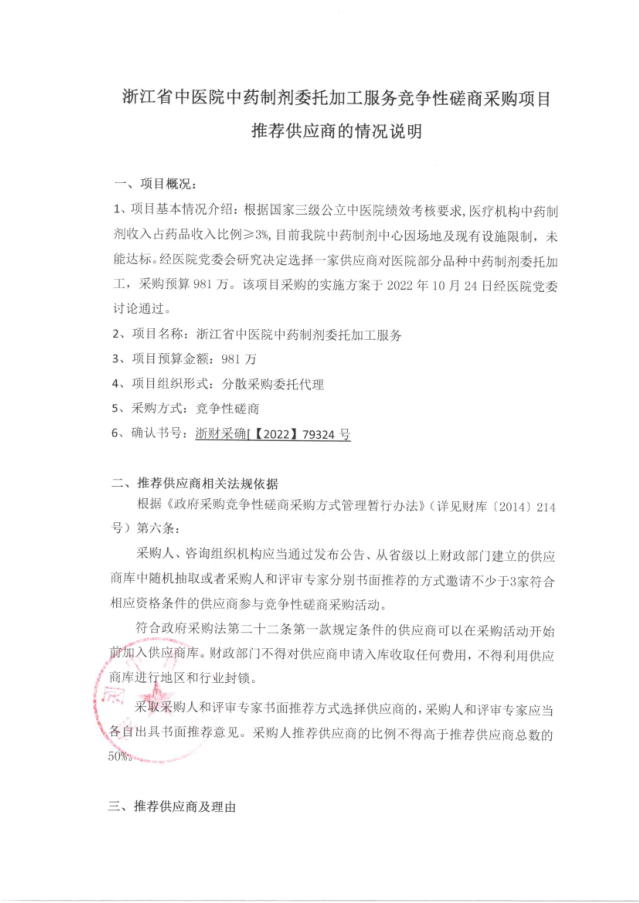 浙江省中医院中药制剂委托加工服务竞争性磋商采购项目
推荐供应商的情况说明
一、项目概况：
1、项目基本情况介绍：根据国家三级公立中医院绩效考核要求,医疗机构中药制
剂收入占药品收入比例≥3%,目前我院中药制剂中心因场地及现有设施限制，未
能达标。经医院党委会研究决定选择一家供应商对医院部分品种中药制剂委托加
工，采购预算 981 万。该项目采购的实施方案于 2022 年 10 月 24 日经医院党委
讨论通过。
2、项目名称：浙江省中医院中药制剂委托加工服务
3、项目预算金额：981 万
4、项目组织形式：分散采购委托代理
5、采购方式：竞争性磋商
6、确认书号：浙财采确[【2022】79324 号
二、推荐供应商相关法规依据
根据《政府采购竞争性磋商采购方式管理暂行办法》（详见财库〔2014〕214
号）第六条：
采购人、咨询组织机构应当通过发布公告、从省级以上财政部门建立的供应
商库中随机抽取或者采购人和评审专家分别书面推荐的方式邀请不少于3家符合
相应资格条件的供应商参与竞争性磋商采购活动。
符合政府采购法第二十二条第一款规定条件的供应商可以在采购活动开始
前加入供应商库。财政部门不得对供应商申请入库收取任何费用，不得利用供应
商库进行地区和行业封锁。
采取采购人和评审专家书面推荐方式选择供应商的，采购人和评审专家应当
各自出具书面推荐意见。采购人推荐供应商的比例不得高于推荐供应商总数的
50%。
三、推荐供应商及理由